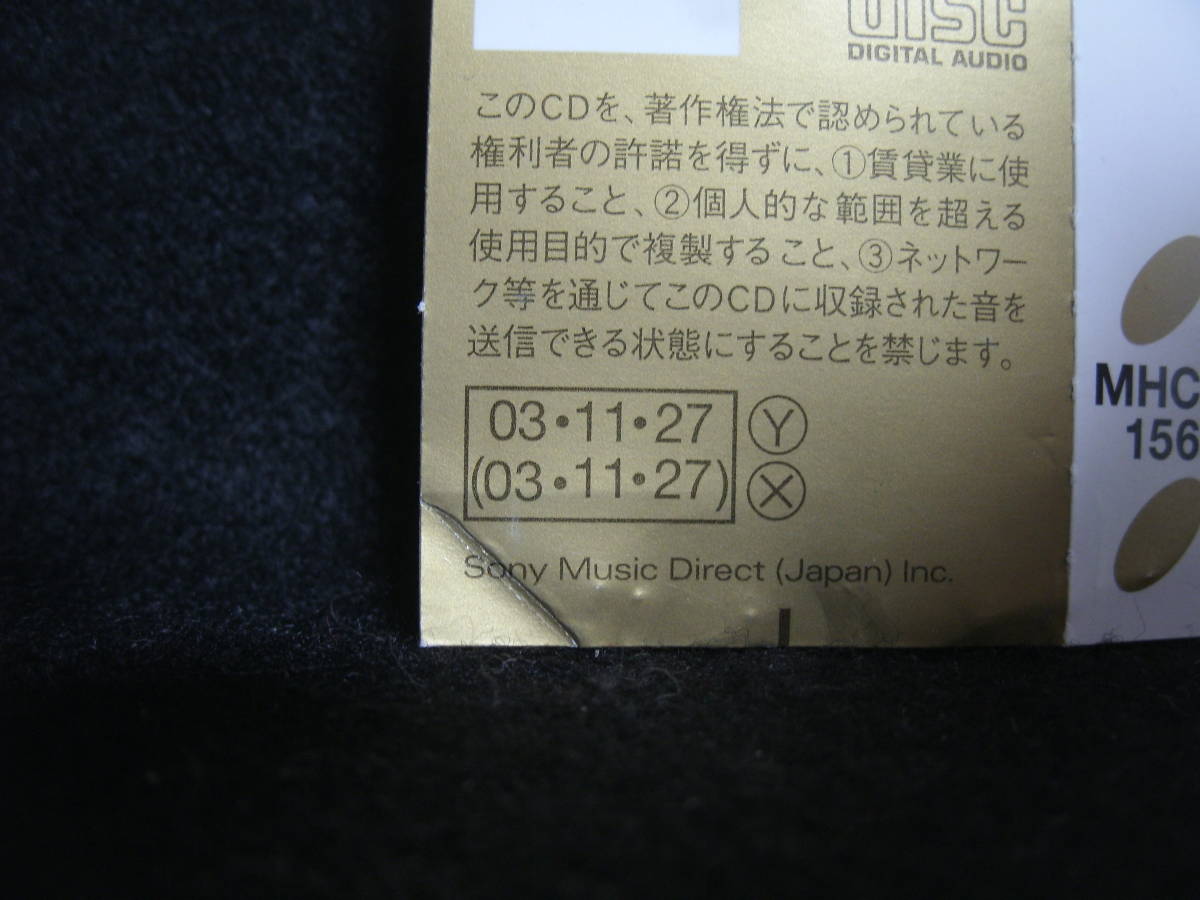 DISC
DIGITAL AUDIO
このCDを、著作権法で認められている
権利者の許諾を得ずに、①賃貸業に使
用すること、②個人的な範囲を超える
使用目的で複製すること、③ネットワー
ク等を通じてこのCDに収録された音を
送信できる状態にすることを禁じます。
03・11・27 Ⓨ
(03・11・27) Ⓧ
Sony Music Direct (Japan) Inc.
MHC
156